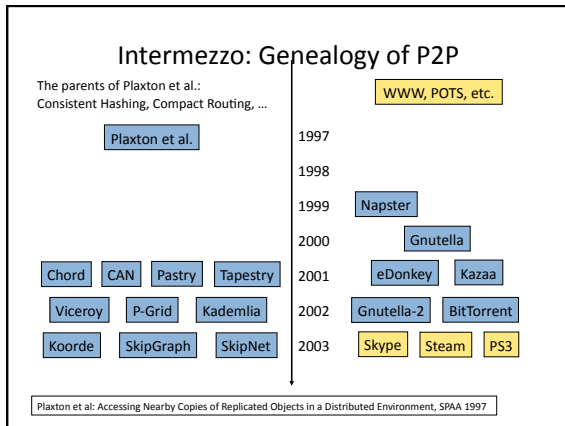 Intermezzo: Genealogy of P2P
The parents of Plaxton et al.:
Consistent Hashing, Compact Routing, …
WWW, POTS, etc.
Plaxton et al.
1997
1998
1999
Napster
2000
Gnutella
Chord CAN Pastry Tapestry
2001
eDonkey Kazaa
Viceroy P-Grid Kademlia
2002
Gnutella-2 BitTorrent
Koorde SkipGraph SkipNet
2003
Skype Steam PS3
Plaxton et al: Accessing Nearby Copies of Replicated Objects in a Distributed Environment, SPAA 1997